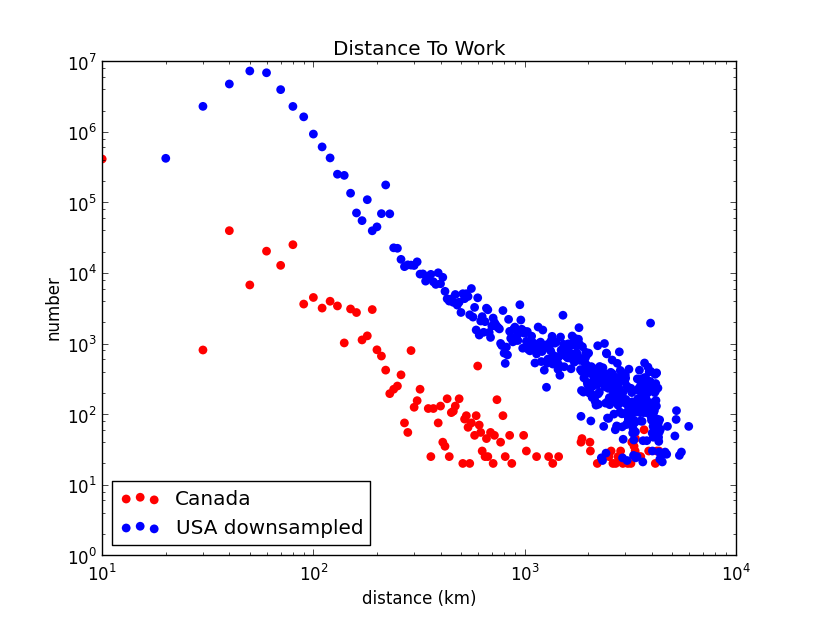 Distance To Work
10^7
10^6
10^5
10^4
10^3
10^2
10^1
10^0
number
Canada
USA downsampled
10^1 10^2 10^3 10^4
distance (km)